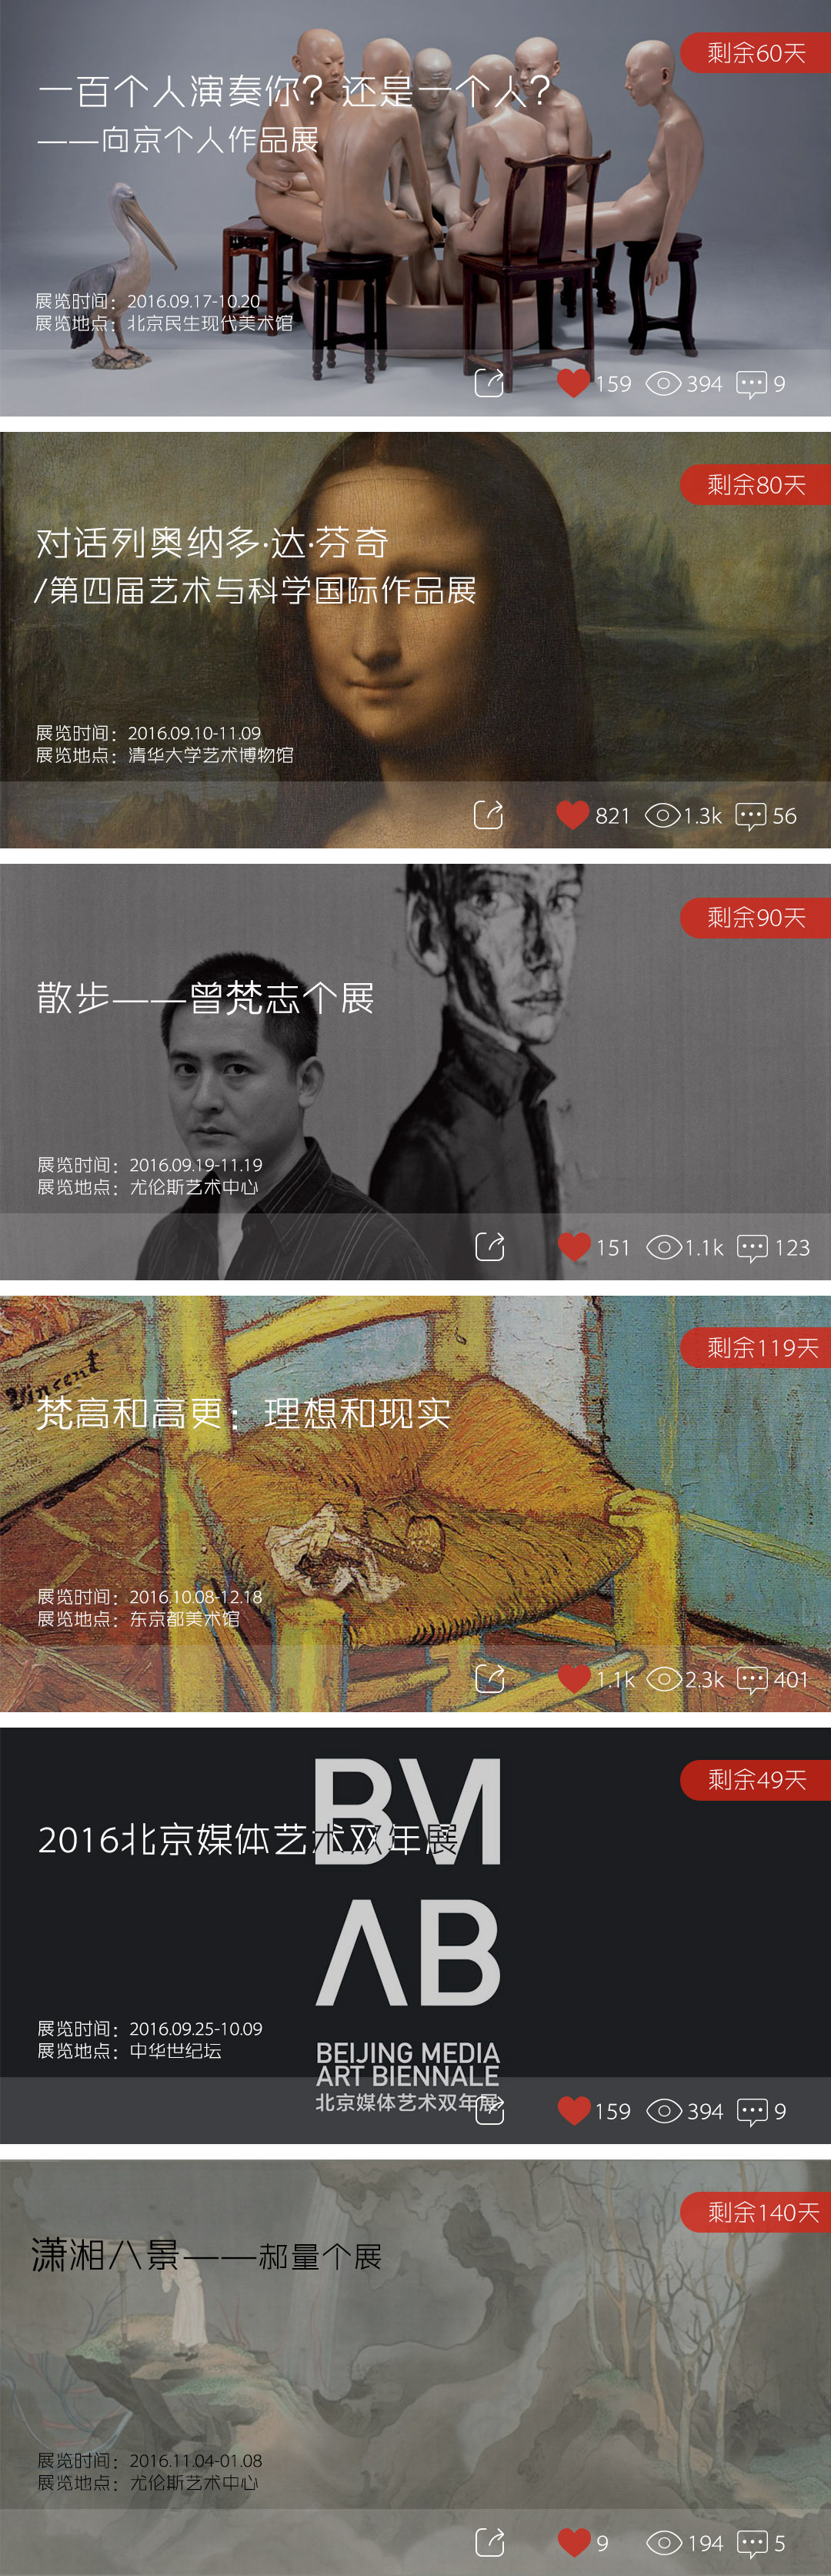 剩余60天
一百个人演奏你？还是一个人？
——向京个人作品展
展览时间：2016.09.17-10.20
展览地点：北京民生现代美术馆
159 394 9
剩余80天
对话列奥纳多·达·芬奇
/第四届艺术与科学国际作品展
展览时间：2016.09.10-11.09
展览地点：清华大学艺术博物馆
821 1.3k 56
剩余90天
散步——曾梵志个展
展览时间：2016.09.19-11.19
展览地点：尤伦斯艺术中心
151 1.1k 123
剩余119天
Vincent
梵高和高更：理想和现实
展览时间：2016.10.08-12.18
展览地点：东京都美术馆
1.1k 2.3k 401
剩余49天
BM
2016北京媒体艺术双年展
AB
展览时间：2016.09.25-10.09
展览地点：中华世纪坛
BEIJING MEDIA
ART BIENNALE
北京媒体艺术双年展
159 394 9
剩余140天
潇湘八景——郝量个展
展览时间：2016.11.04-01.08
展览地点：尤伦斯艺术中心
9 194 5